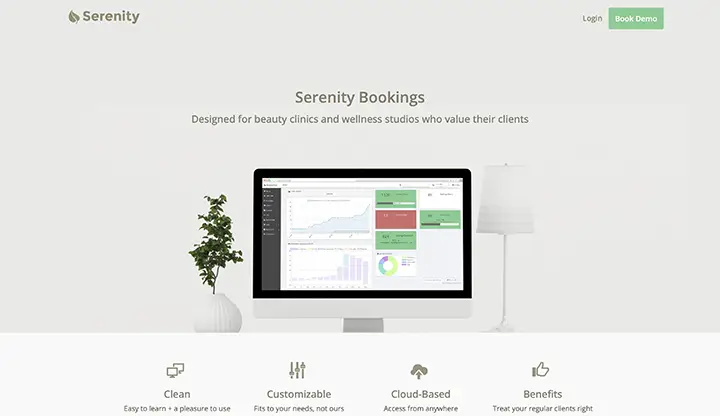 Serenity
Login
Book Demo
Serenity Bookings
Designed for beauty clinics and wellness studios who value their clients
Clean
Customizable
Cloud-Based
Benefits
Easy to learn + a pleasure to use
Fits to your needs, not ours
Access from anywhere
Treat your regular clients right